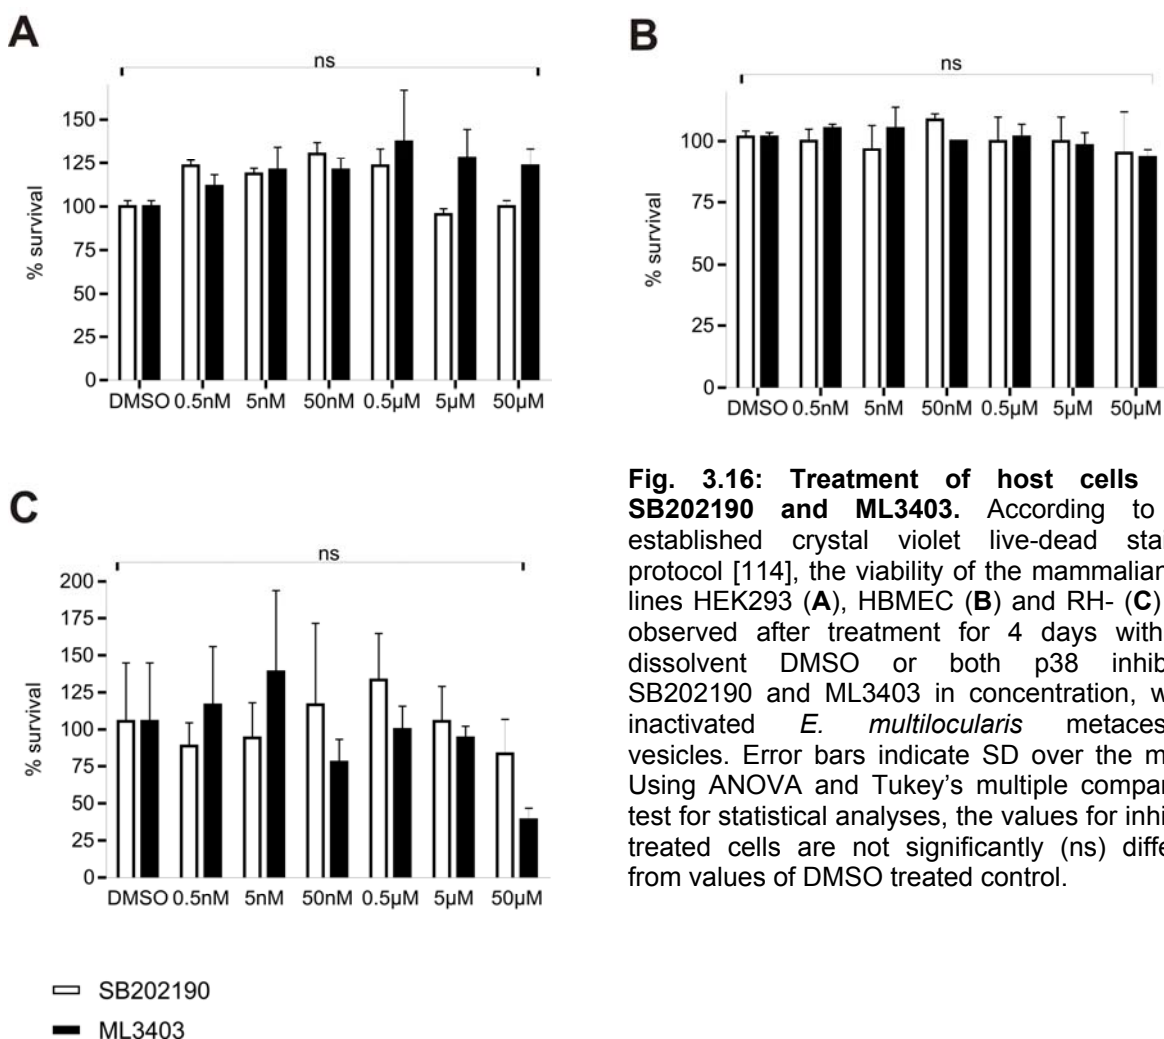 A
ns
150
125
100
75
50
25
0
% survival
DMSO 0.5nM 5nM 50nM 0.5µM 5µM 50µM
B
ns
100
75
50
25
0
% survival
DMSO 0.5nM 5nM 50nM 0.5µM 5µM 50µM
C
ns
200
175
150
125
100
75
50
25
0
% survival
DMSO 0.5nM 5nM 50nM 0.5µM 5µM 50µM
SB202190
ML3403
Fig. 3.16: Treatment of host cells
SB202190 and ML3403. According to
established crystal violet live-dead
protocol [114], the viability of the mammalian
lines HEK293 (A), HBMEC (B) and RH- (C)
observed after treatment for 4 days with
dissolvent DMSO or both p38
SB202190 and ML3403 in concentration,
inactivated E. multilocularis
vesicles. Error bars indicate SD over the
Using ANOVA and Tukey's multiple
test for statistical analyses, the values for
treated cells are not significantly (ns)
from values of DMSO treated control.